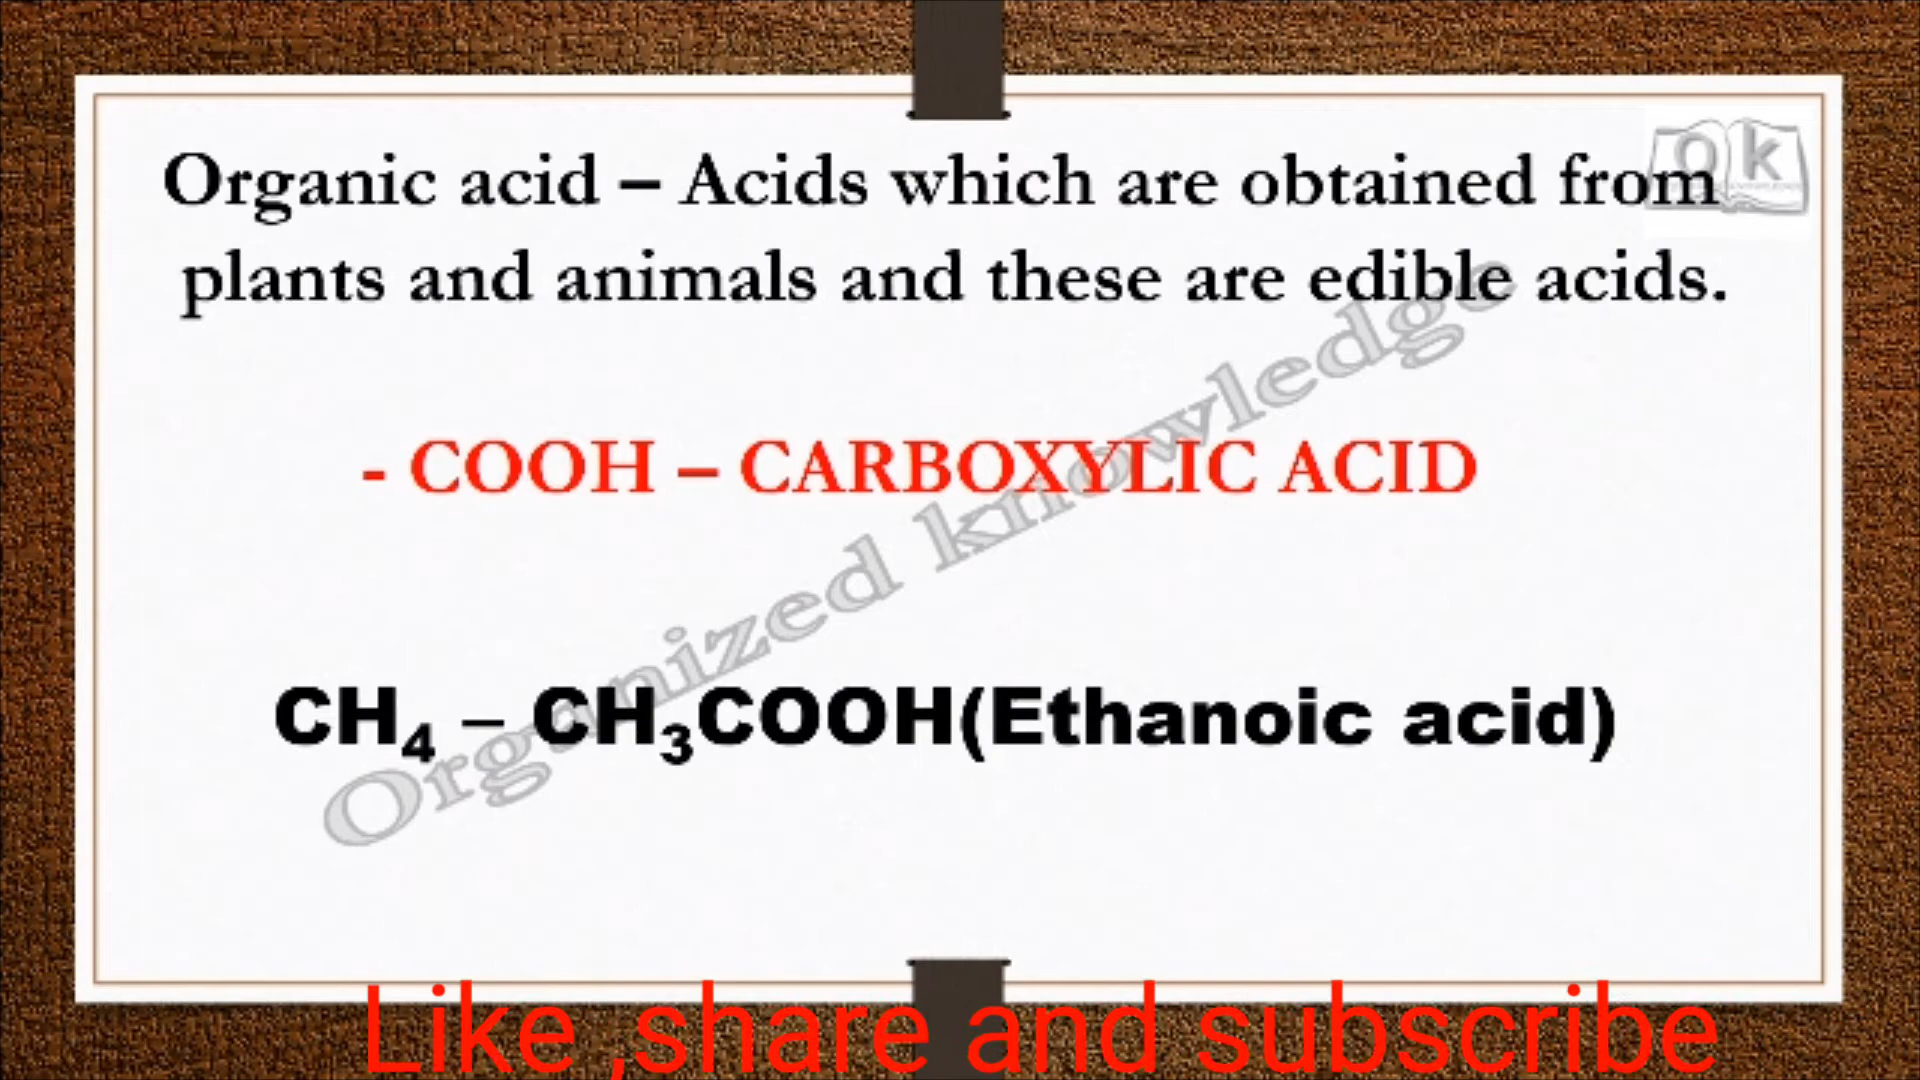 Organic acid – Acids which are obtained from
plants and animals and these are edible acids.
- COOH – CARBOXYLIC ACID
CH₄ – CH₃COOH(Ethanoic acid)
Organized knowledge
Ok
Like ,share and subscribe